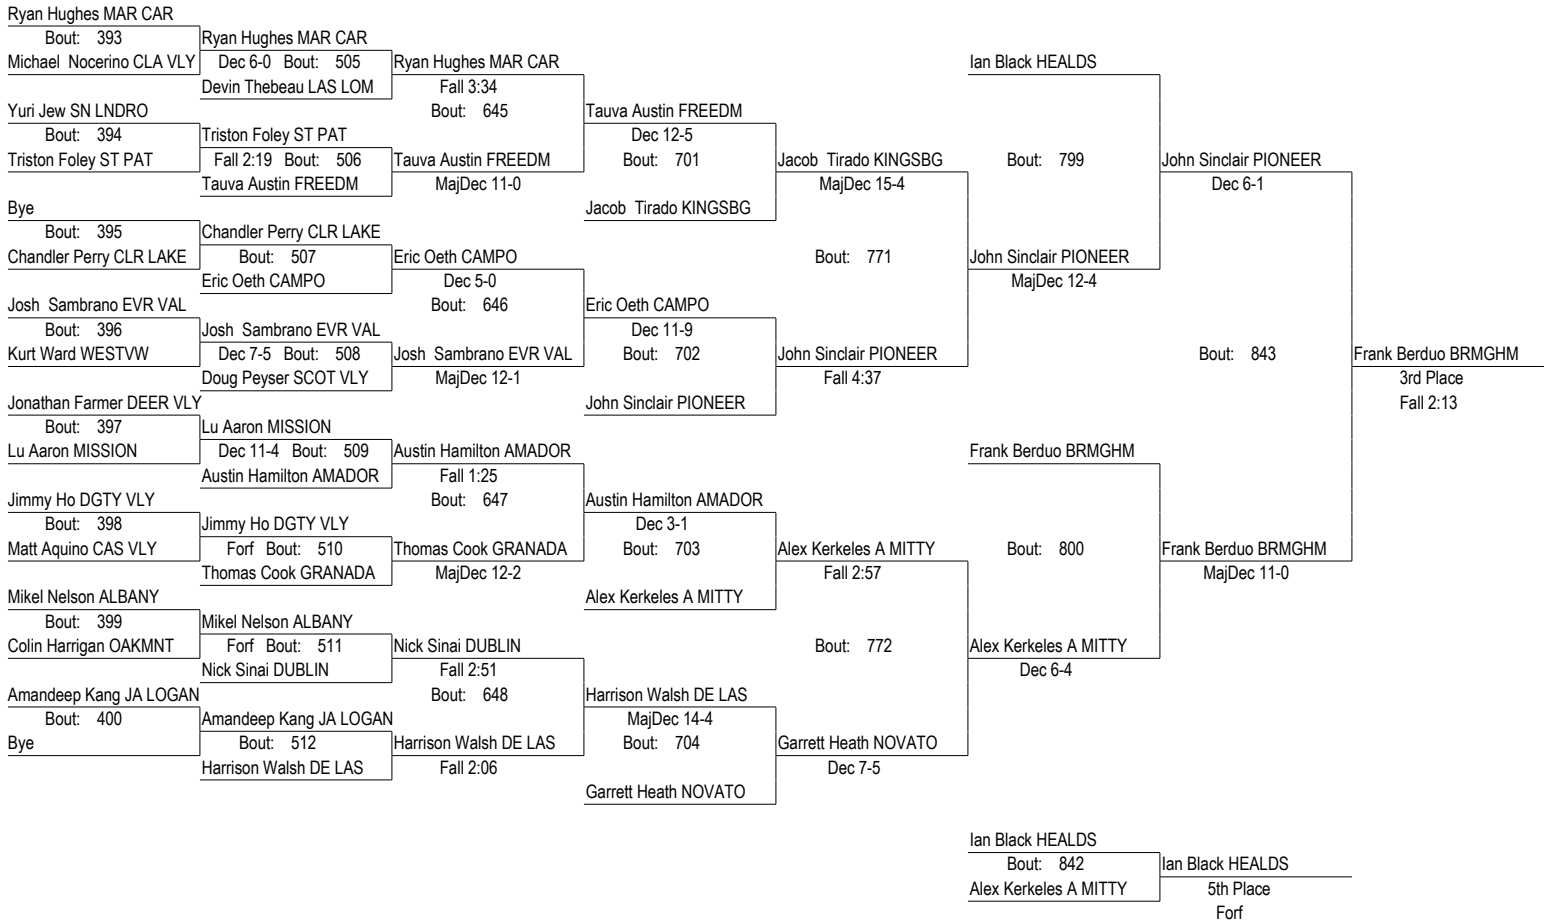 Ryan Hughes MAR CAR
Bout: 393
Ryan Hughes MAR CAR
Michael  Nocerino CLA VLY
Dec 6-0 Bout: 505
Ryan Hughes MAR CAR
Ian Black HEALDS
Devin Thebeau LAS LOM
Fall 3:34
Yuri Jew SN LNDRO
Bout: 645
Tauva Austin FREEDM
Bout: 394
Triston Foley ST PAT
Dec 12-5
Triston Foley ST PAT
Fall 2:19 Bout: 506
Tauva Austin FREEDM
Bout: 701
Jacob  Tirado KINGSBG
Bout: 799
John Sinclair PIONEER
Tauva Austin FREEDM
MajDec 11-0
MajDec 15-4
Dec 6-1
Bye
Jacob  Tirado KINGSBG
Bout: 395
Chandler Perry CLR LAKE
Chandler Perry CLR LAKE
Bout: 507
Eric Oeth CAMPO
Bout: 771
John Sinclair PIONEER
Eric Oeth CAMPO
Dec 5-0
MajDec 12-4
Josh  Sambrano EVR VAL
Bout: 646
Eric Oeth CAMPO
Bout: 396
Josh  Sambrano EVR VAL
Dec 11-9
Kurt Ward WESTVW
Dec 7-5 Bout: 508
Josh  Sambrano EVR VAL
Bout: 702
John Sinclair PIONEER
Bout: 843
Frank Berduo BRMGHM
Doug Peyser SCOT VLY
MajDec 12-1
Fall 4:37
3rd Place
Jonathan Farmer DEER VLY
John Sinclair PIONEER
Fall 2:13
Bout: 397
Lu Aaron MISSION
Lu Aaron MISSION
Dec 11-4 Bout: 509
Austin Hamilton AMADOR
Frank Berduo BRMGHM
Austin Hamilton AMADOR
Fall 1:25
Jimmy Ho DGTY VLY
Bout: 647
Austin Hamilton AMADOR
Bout: 398
Jimmy Ho DGTY VLY
Dec 3-1
Matt Aquino CAS VLY
Forf Bout: 510
Thomas Cook GRANADA
Bout: 703
Alex Kerkeles A MITTY
Bout: 800
Frank Berduo BRMGHM
Thomas Cook GRANADA
MajDec 12-2
Fall 2:57
MajDec 11-0
Mikel Nelson ALBANY
Alex Kerkeles A MITTY
Bout: 399
Mikel Nelson ALBANY
Colin Harrigan OAKMNT
Forf Bout: 511
Nick Sinai DUBLIN
Bout: 772
Alex Kerkeles A MITTY
Nick Sinai DUBLIN
Fall 2:51
Dec 6-4
Amandeep Kang JA LOGAN
Bout: 648
Harrison Walsh DE LAS
Bout: 400
Amandeep Kang JA LOGAN
MajDec 14-4
Bye
Bout: 512
Harrison Walsh DE LAS
Bout: 704
Garrett Heath NOVATO
Harrison Walsh DE LAS
Fall 2:06
Dec 7-5
Garrett Heath NOVATO
Ian Black HEALDS
Bout: 842
Ian Black HEALDS
Alex Kerkeles A MITTY
5th Place
Forf